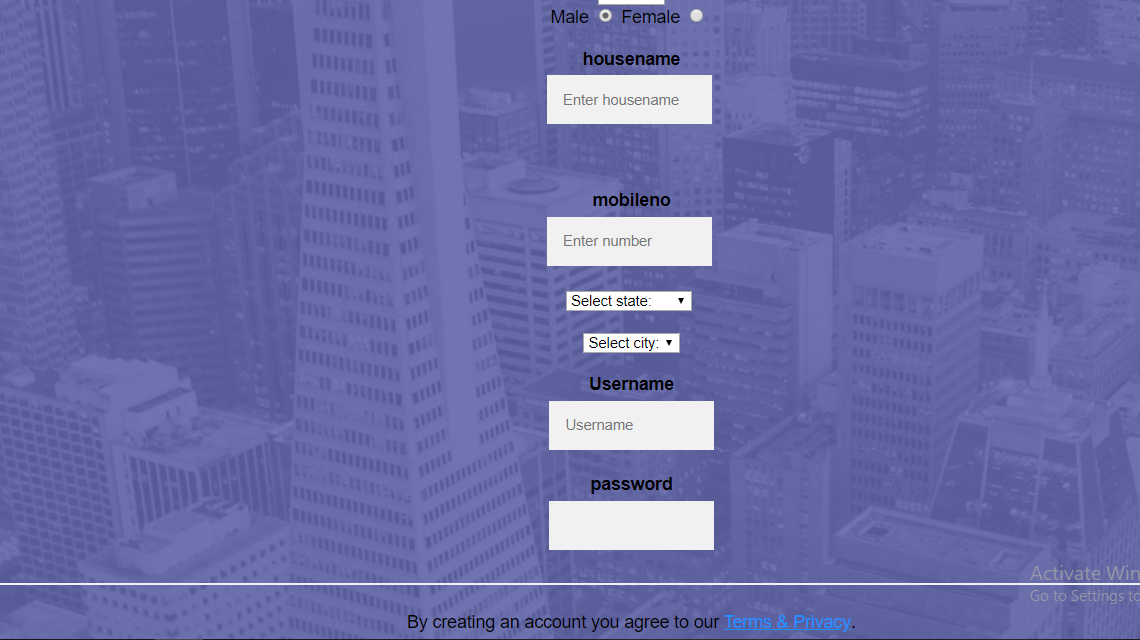 Male Female
housename
Enter housename
mobileno
Enter number
Select state:
Select city:
Username
Username
password
Activate Win
Go to Settings to
By creating an account you agree to our Terms & Privacy.